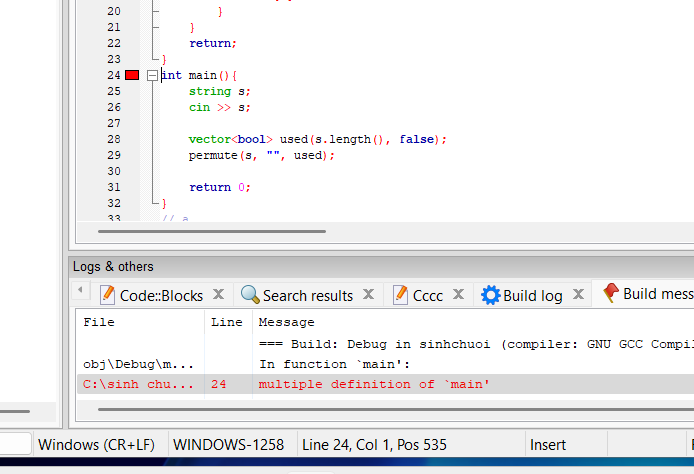 20 }
21 }
22 return;
23 }
24 int main(){
25 string s;
26 cin >> s;
27
28 vector<bool> used(s.length(), false);
29 permute(s, "", used);
30
31 return 0;
32 }
33 // a
Logs & others
Code::Blocks X Search results X Cccc X Build log X Build mess
File Line Message
=== Build: Debug in sinhchuoi (compiler: GNU GCC Compil
obj\Debug\m... In function `main':
C:\sinh chu... 24 multiple definition of `main'
Windows (CR+LF) WINDOWS-1258 Line 24, Col 1, Pos 535 Insert